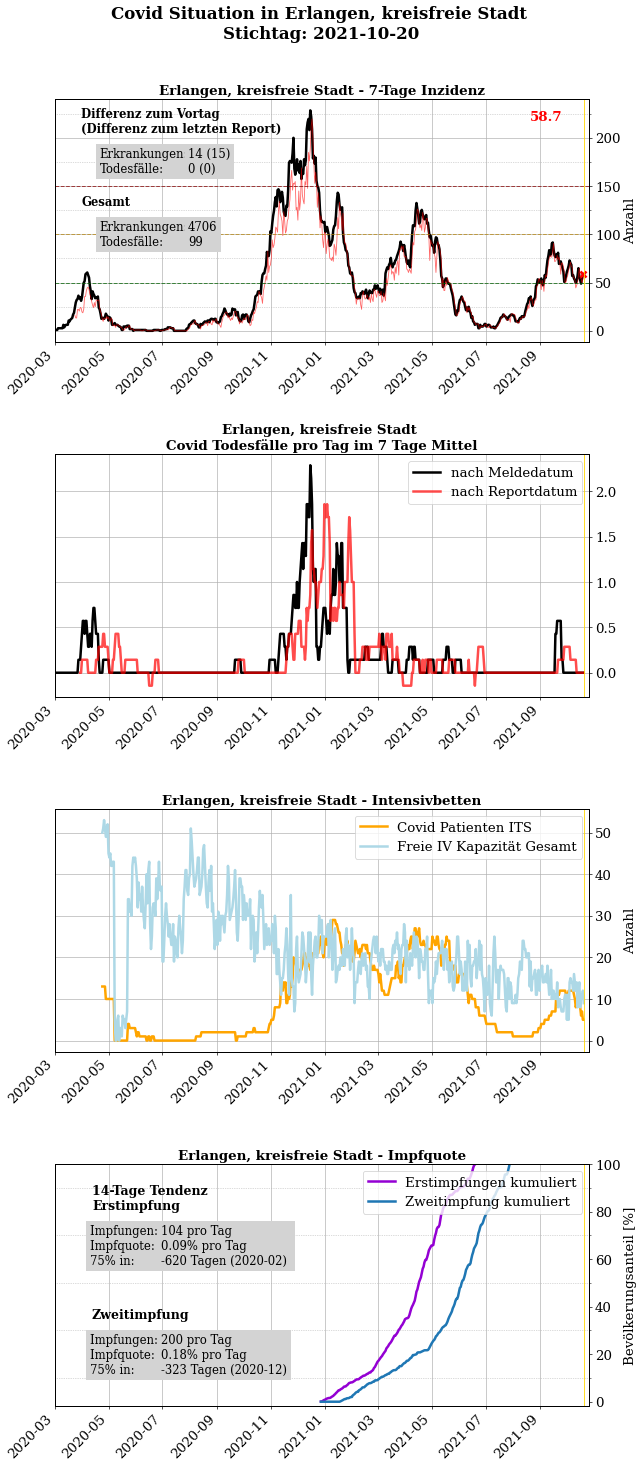 Covid Situation in Erlangen, kreisfreie Stadt
Stichtag: 2021-10-20
Erlangen, kreisfreie Stadt - 7-Tage Inzidenz
Differenz zum Vortag
(Differenz zum letzten Report)
Erkrankungen 14 (15)
Todesfälle: 0 (0)
Gesamt
Erkrankungen 4706
Todesfälle: 99
58.7
200
150
100
50
0
Anzahl
2020-03
2020-05
2020-07
2020-09
2020-11
2021-01
2021-03
2021-05
2021-07
2021-09
Erlangen, kreisfreie Stadt
Covid Todesfälle pro Tag im 7 Tage Mittel
nach Meldedatum
nach Reportdatum
2.0
1.5
1.0
0.5
0.0
2020-03
2020-05
2020-07
2020-09
2020-11
2021-01
2021-03
2021-05
2021-07
2021-09
Erlangen, kreisfreie Stadt - Intensivbetten
Covid Patienten ITS
Freie IV Kapazität Gesamt
50
40
30
20
10
0
Anzahl
2020-03
2020-05
2020-07
2020-09
2020-11
2021-01
2021-03
2021-05
2021-07
2021-09
Erlangen, kreisfreie Stadt - Impfquote
14-Tage Tendenz
Erstimpfung
Impfungen: 104 pro Tag
Impfquote: 0.09% pro Tag
75% in: -620 Tagen (2020-02)
Zweitimpfung
Impfungen: 200 pro Tag
Impfquote: 0.18% pro Tag
75% in: -323 Tagen (2020-12)
Erstimpfungen kumuliert
Zweitimpfung kumuliert
100
80
60
40
20
0
Bevölkerungsanteil [%]
2020-03
2020-05
2020-07
2020-09
2020-11
2021-01
2021-03
2021-05
2021-07
2021-09